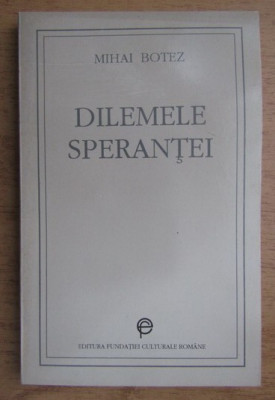 MIHAI BOTEZ
DILEMELE
SPERANȚEI
EDITURA FUNDAȚIEI CULTURALE ROMÂNE